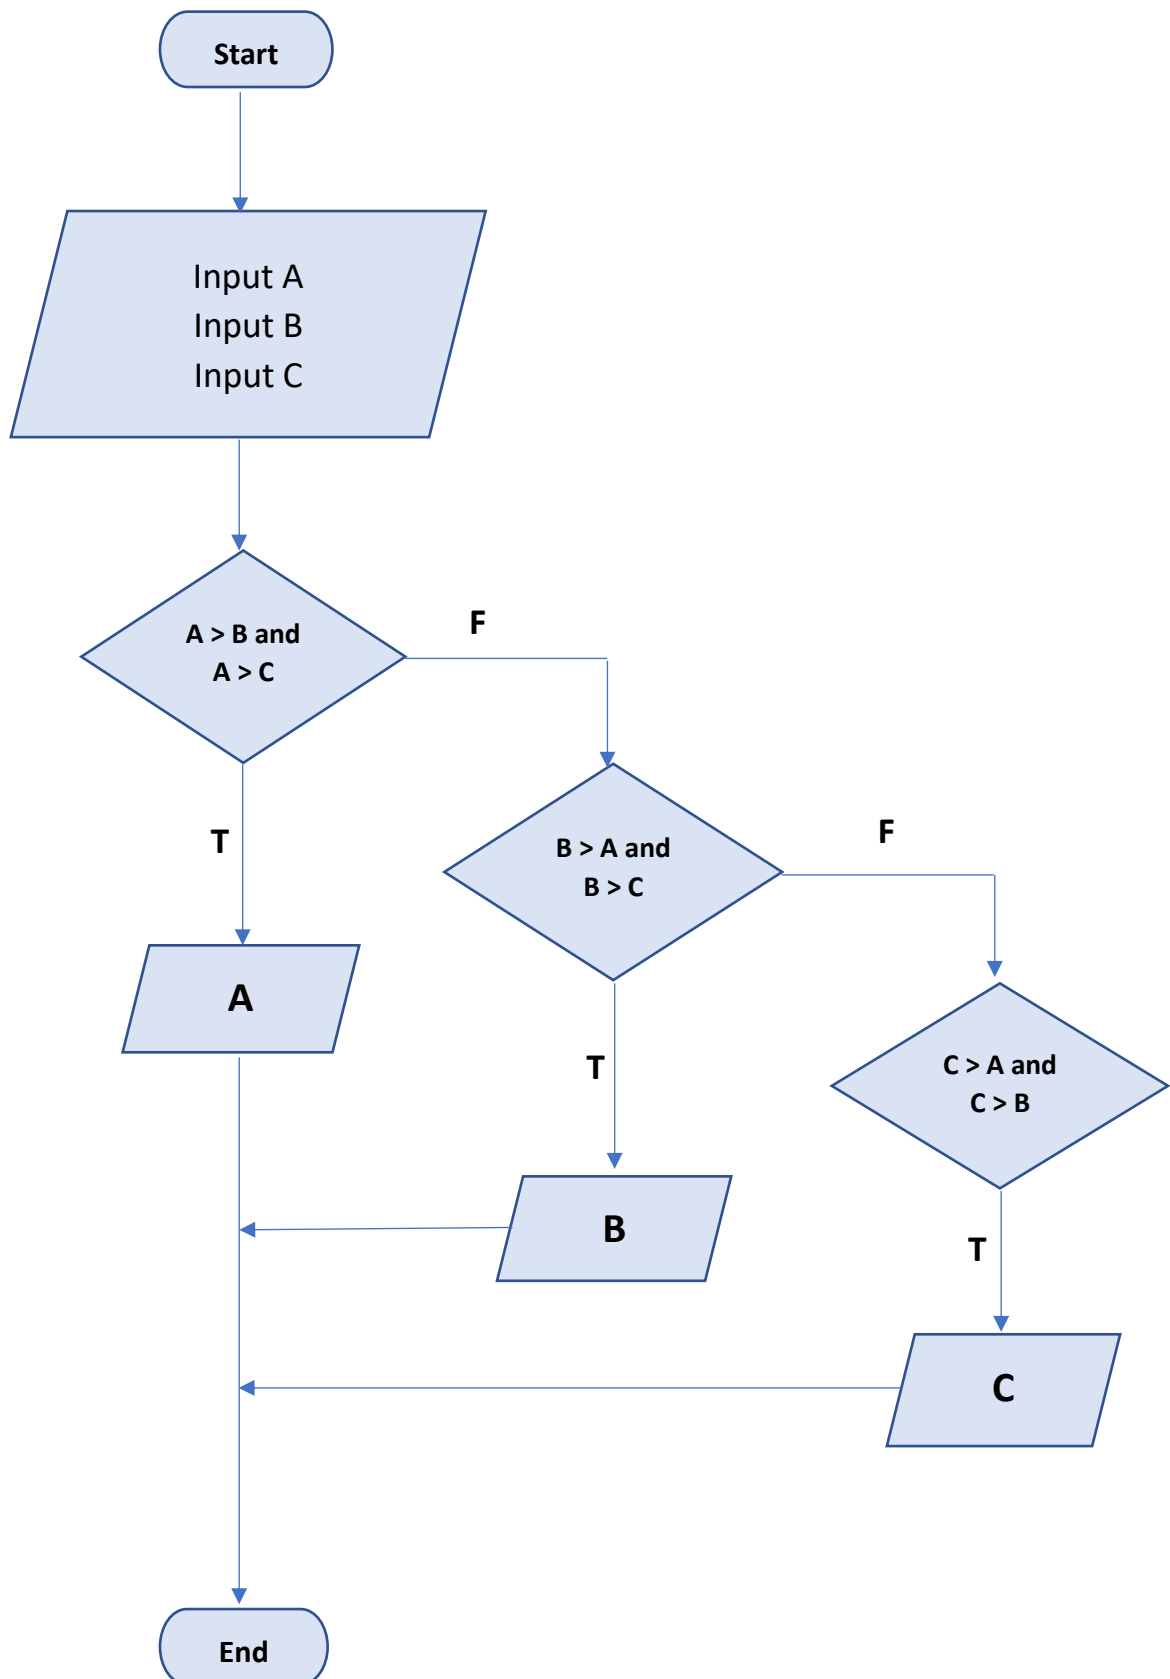 Start
Input A
Input B
Input C
A > B and
A > C
F
T
B > A and
B > C
F
A
T
C > A and
C > B
B
T
C
End